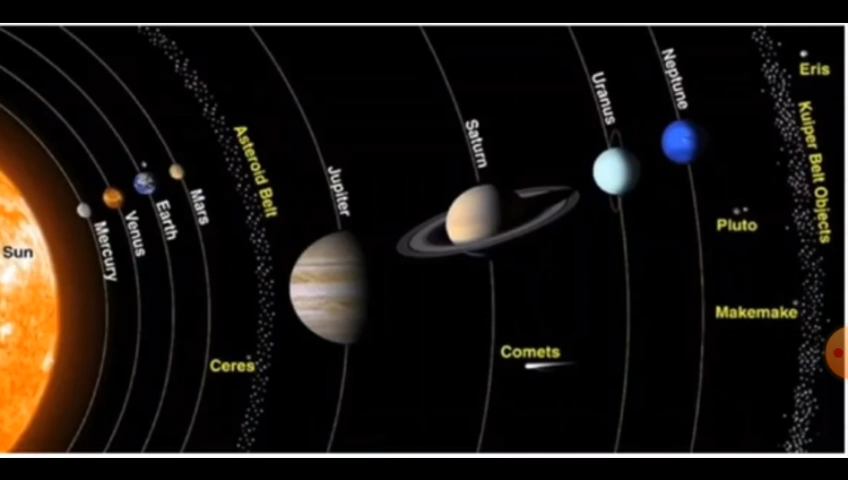 Sun
Mercury
Venus
Earth
Mars
Asteroid Belt
Ceres
Jupiter
Saturn
Comets
Uranus
Neptune
Pluto
Makemake
Eris
Kuiper Belt Objects